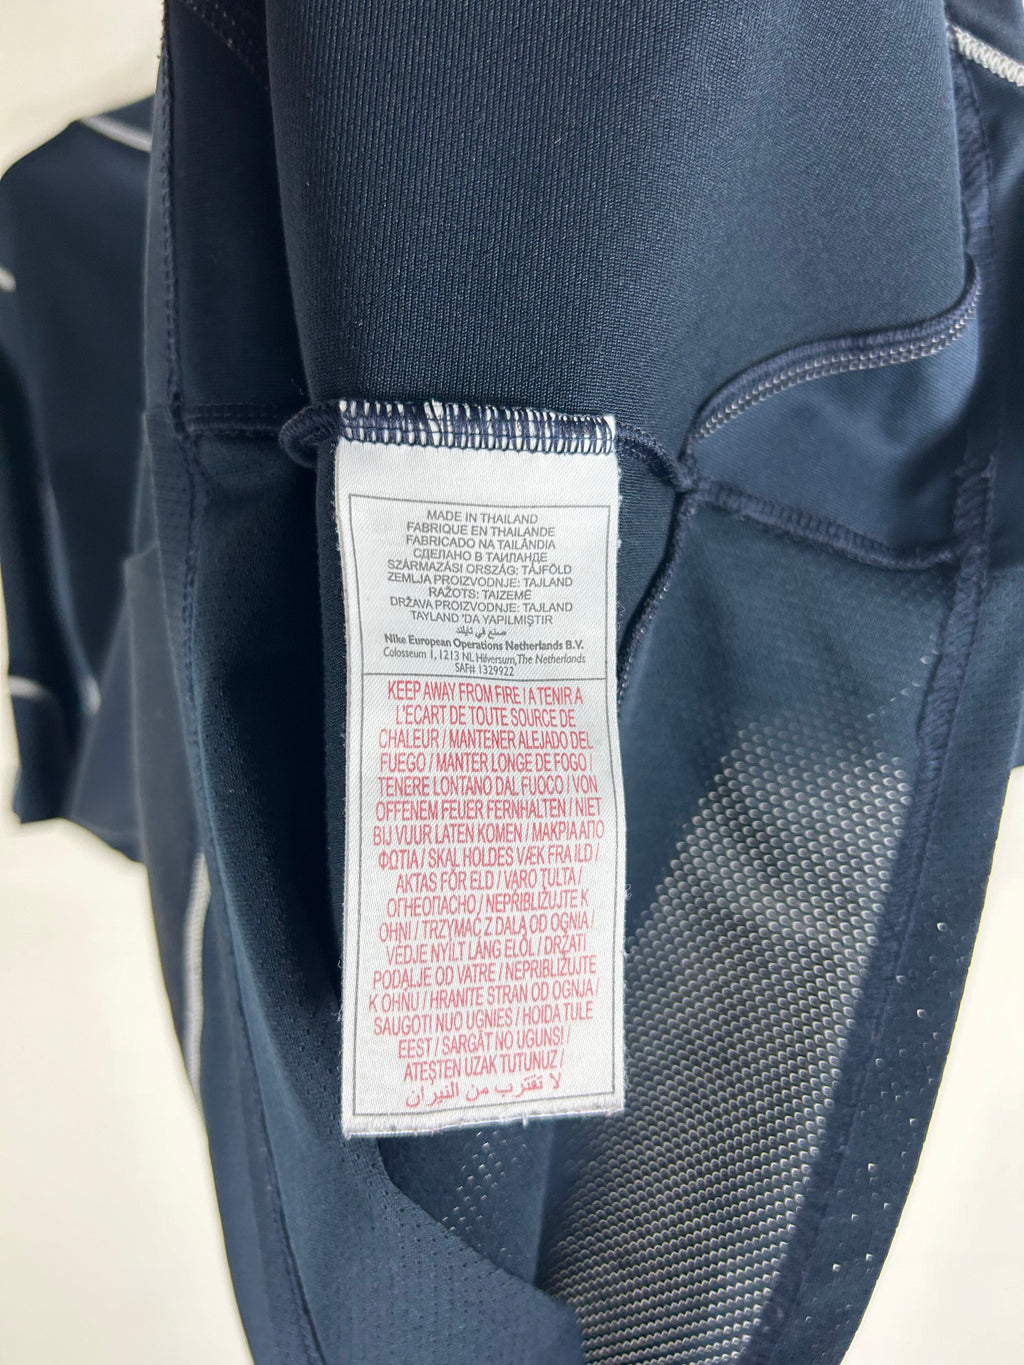 MADE IN THAILAND
FABRIQUE EN THAILANDE
FABRICADO NA TAILÂNDIA
СДЕЛАНО В ТАИЛАНДЕ
SZÁRMAZÁSI ORSZÁG: TÁJFÖLD
ZEMLJA PROIZVODNJE: TAJLAND
RAŽOTS: TAIZEMĒ
DRŽAVA PROIZVODNJE: TAJLAND
TAYLAND 'DA YAPILMIŞTIR
صنع في تايلند
Nike European Operations Netherlands B.V.
Colosseum 1, 1213 NL Hilversum, The Netherlands
SAF# 1329922
KEEP AWAY FROM FIRE / A TENIR A
L'ECART DE TOUTE SOURCE DE
CHALEUR / MANTENER ALEJADO DEL
FUEGO / MANTER LONGE DE FOGO /
TENERE LONTANO DAL FUOCO / VON
OFFENEM FEUER FERNHALTEN / NIET
BIJ VUUR LATEN KOMEN / ΜΑΚΡΙΑ ΑΠΟ
ΦΩΤΙΑ / SKAL HOLDES VÆK FRA ILD /
AKTAS FÖR ELD / VARO TULTA /
ОГНЕОПАСНО / NEPŘIBLIŽUJTE K
OHNI / TRZYMAĆ Z DALA OD OGNIA /
VÉDJE NYÍLT LÁNG ELŐL / DRŽATI
PODALJE OD VATRE / NEPRIBLIŽUJTE
K OHNU / HRANITE STRAN OD OGNJA /
SAUGOTI NUO UGNIES / HOIDA TULE
EEST / SARGĀT NO UGUNS! /
ATEŞTEN UZAK TUTUNUZ /
لا تقترب من النيران